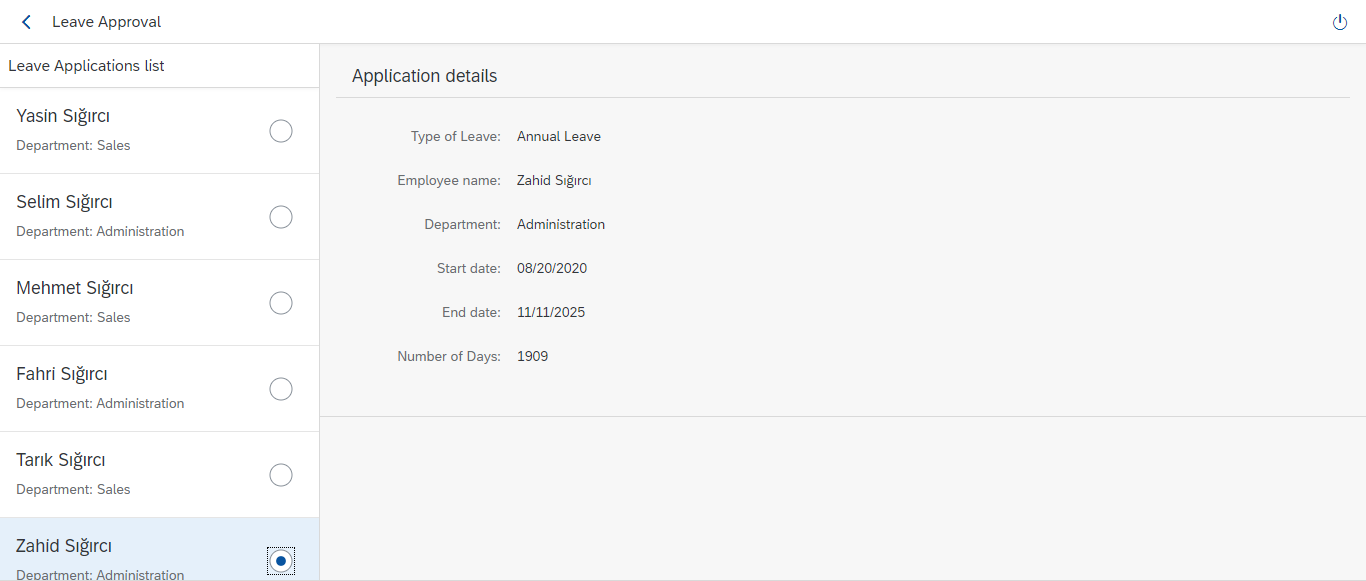 Leave Approval
Leave Applications list
Yasin Sığırcı
Department: Sales
Selim Sığırcı
Department: Administration
Mehmet Sığırcı
Department: Sales
Fahri Sığırcı
Department: Administration
Tarık Sığırcı
Department: Sales
Zahid Sığırcı
Department: Administration
Application details
Type of Leave: Annual Leave
Employee name: Zahid Sığırcı
Department: Administration
Start date: 08/20/2020
End date: 11/11/2025
Number of Days: 1909